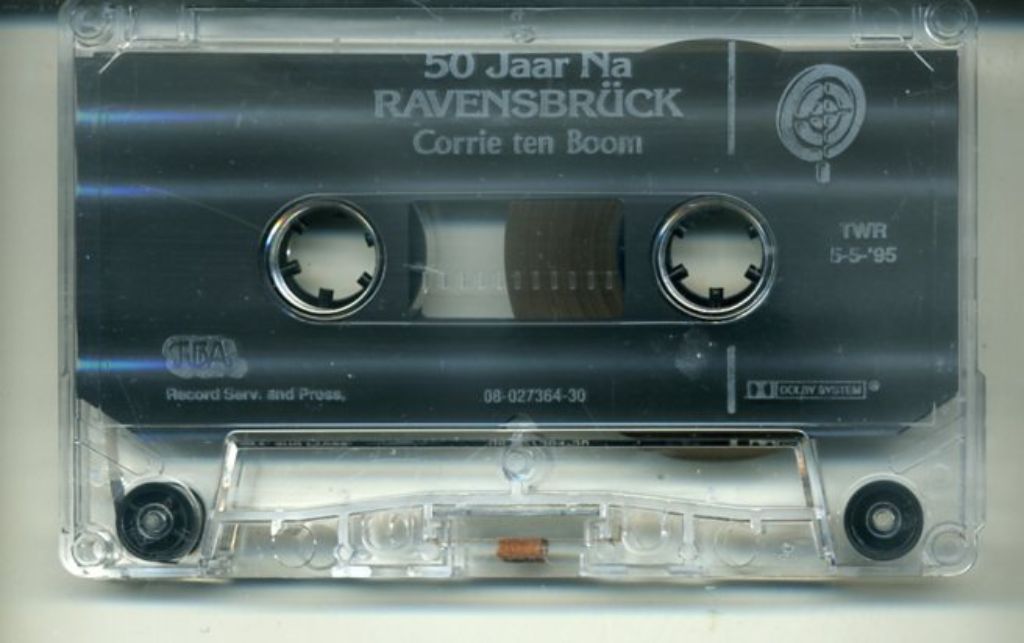 50 Jaar Na
RAVENSBRÜCK
Corrie ten Boom
TWR
5-5-'95
TBA
Record Serv. and Press.
08-027364-30
DOLBY SYSTEM ®